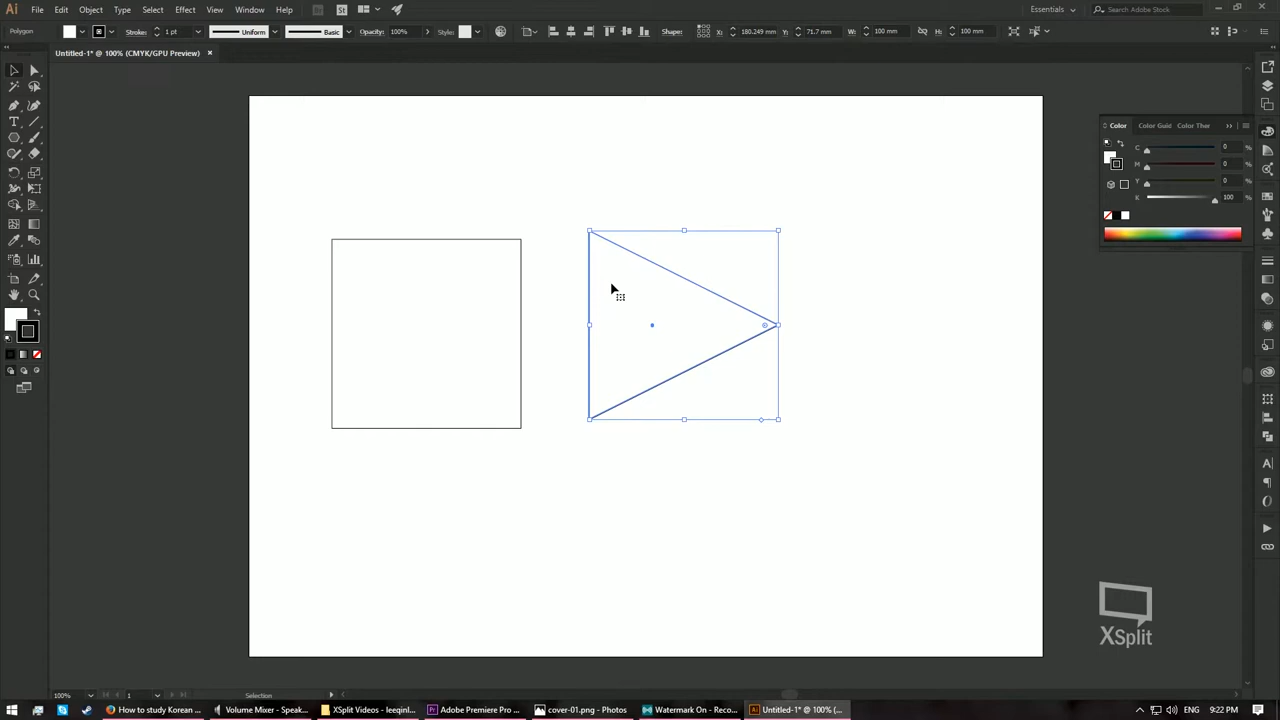 Ai File Edit Object Type Select Effect View Window Help Br St Essentials Search Adobe Stock
Polygon Stroke: 1 pt Uniform Basic Opacity: 100% Style: Shape: X: 180.249 mm Y: 71.7 mm W: 100 mm H: 100 mm
Untitled-1* @ 100% (CMYK/GPU Preview) ×
Color Color Guid Color Ther
C 0 %
M 0 %
Y 0 %
K 100 %
XSplit
100% 1 Selection
How to study Korean ... Volume Mixer - Speak... XSplit Videos - leeqinl... Adobe Premiere Pro ... cover-01.png - Photos Watermark On - Reco... Untitled-1* @ 100% (... ENG 9:22 PM